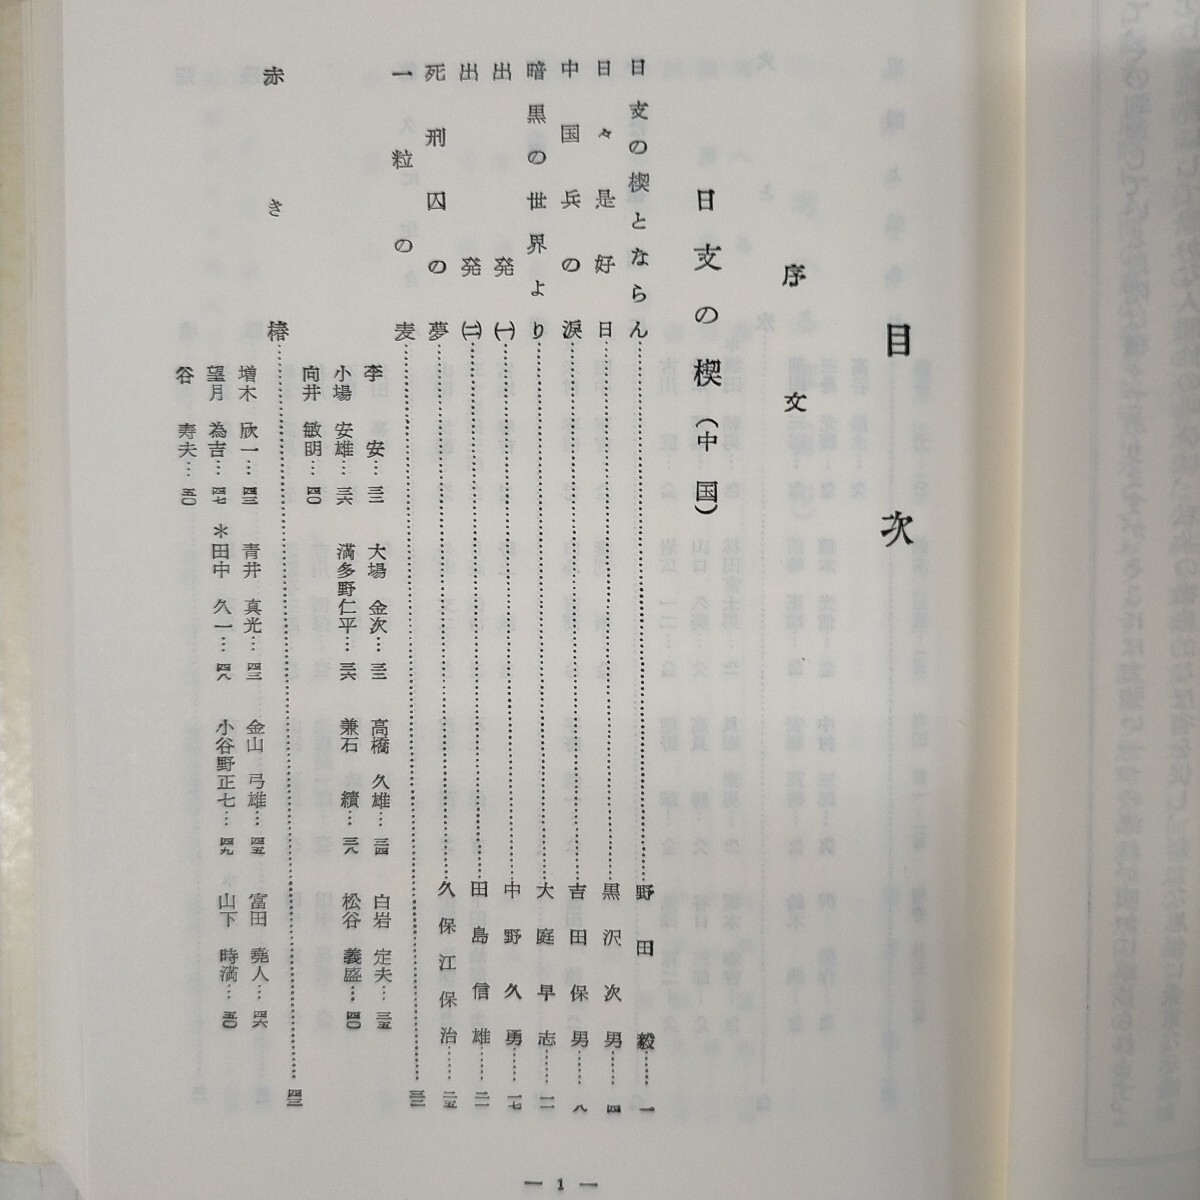 目次
序文
日支の楔（中国）
日支の楔とならん……野田毅……一
日々是好日……黒沢次男……四
中国兵の涙……吉田保男……八
暗黒の世界より……大庭早志……一一
出発㈠……中野久勇……一七
出発㈡……田島信雄……二一
死刑囚の夢……久保江保治……二五
一粒の麦……三二
李安…三二 大場金次…三三 高橋久雄…三四 白岩定夫…三五
小場安雄…三六 満多野仁平…三六 兼石績…三八 松谷義盛…四〇
向井敏明…四〇
赤き椿……四三
増木欣一…四三 青井真光…四三 金山弓雄…四五 富田堯人…四六
望月為吉…四七 ＊田中久一…四八 小谷野正七…四九 山下時満…五〇
谷寿夫…五〇
— 1 —